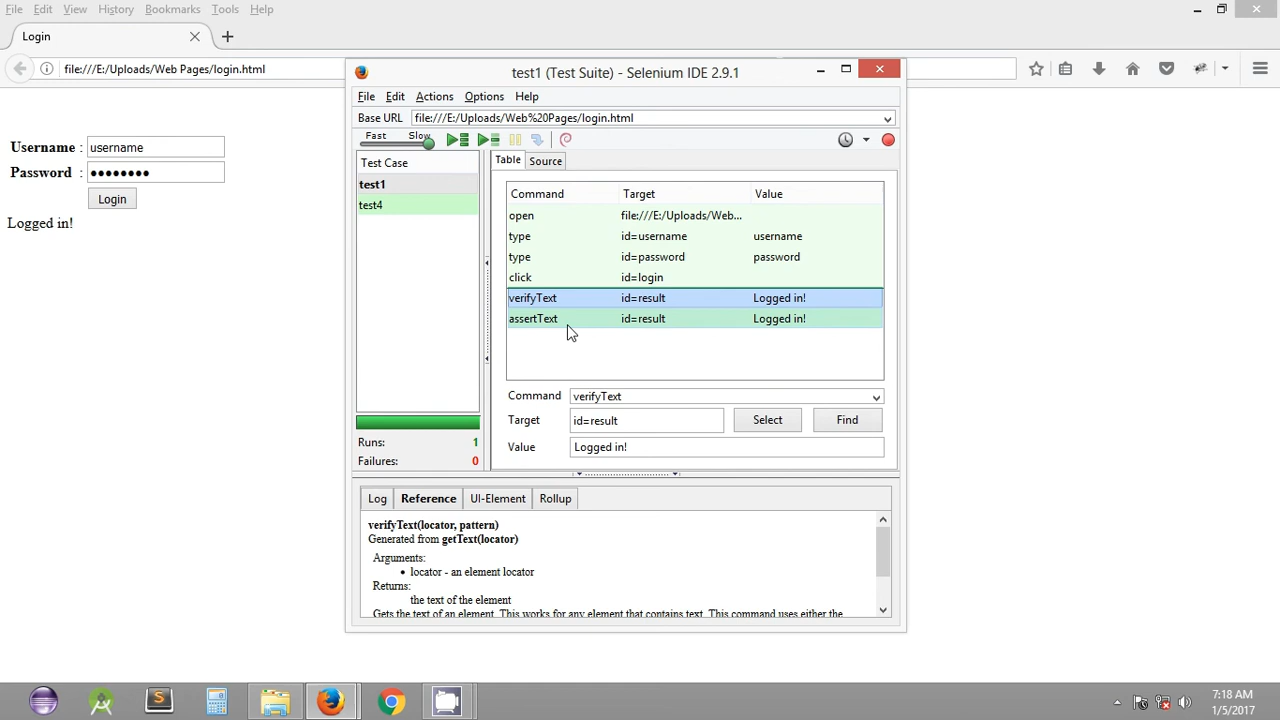 File Edit View History Bookmarks Tools Help
Login
file:///E:/Uploads/Web Pages/login.html
Username : username
Password : ••••••••
Login
Logged in!
test1 (Test Suite) - Selenium IDE 2.9.1
File Edit Actions Options Help
Base URL file:///E:/Uploads/Web%20Pages/login.html
Fast Slow
Test Case
test1
test4
Runs: 1
Failures: 0
Table Source
Command Target Value
open file:///E:/Uploads/Web...
type id=username username
type id=password password
click id=login
verifyText id=result Logged in!
assertText id=result Logged in!
Command verifyText
Target id=result Select Find
Value Logged in!
Log Reference UI-Element Rollup
verifyText(locator, pattern)
Generated from getText(locator)
Arguments:
• locator - an element locator
Returns:
the text of the element
Gets the text of an element. This works for any element that contains text. This command uses either the
7:18 AM
1/5/2017